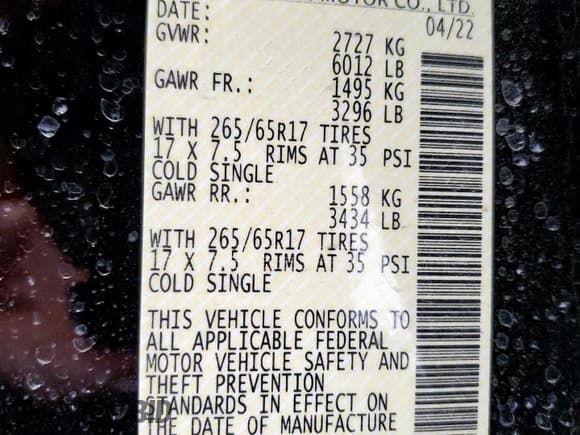 MOTOR CO., LTD.
DATE: 04/22
GVWR: 2727 KG
6012 LB
GAWR FR.: 1495 KG
3296 LB
WITH 265/65R17 TIRES
17 X 7.5 RIMS AT 35 PSI
COLD SINGLE
GAWR RR.: 1558 KG
3434 LB
WITH 265/65R17 TIRES
17 X 7.5 RIMS AT 35 PSI
COLD SINGLE
THIS VEHICLE CONFORMS TO
ALL APPLICABLE FEDERAL
MOTOR VEHICLE SAFETY AND
THEFT PREVENTION
STANDARDS IN EFFECT ON
THE DATE OF MANUFACTURE